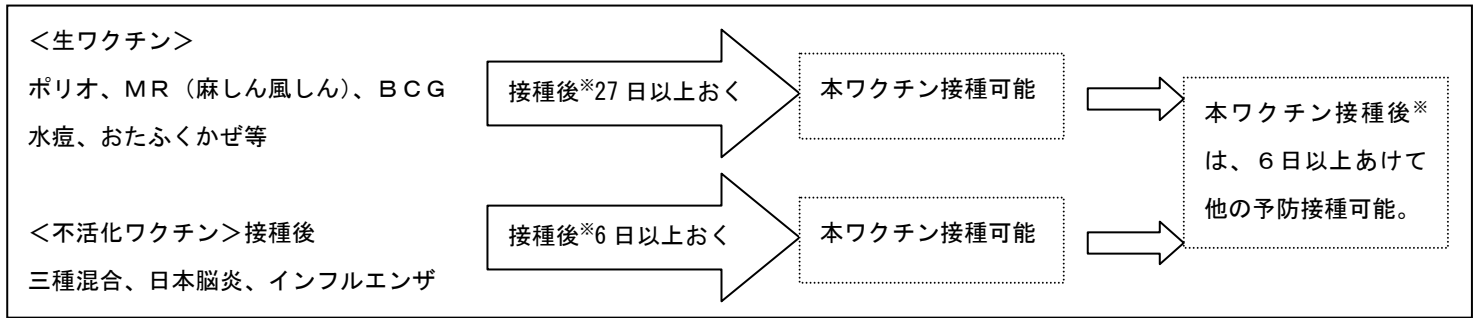 ＜生ワクチン＞
ポリオ、ＭＲ（麻しん風しん）、ＢＣＧ
水痘、おたふくかぜ等
接種後※27 日以上おく
本ワクチン接種可能
＜不活化ワクチン＞接種後
三種混合、日本脳炎、インフルエンザ
接種後※6 日以上おく
本ワクチン接種可能
本ワクチン接種後※
は、６日以上あけて
他の予防接種可能。